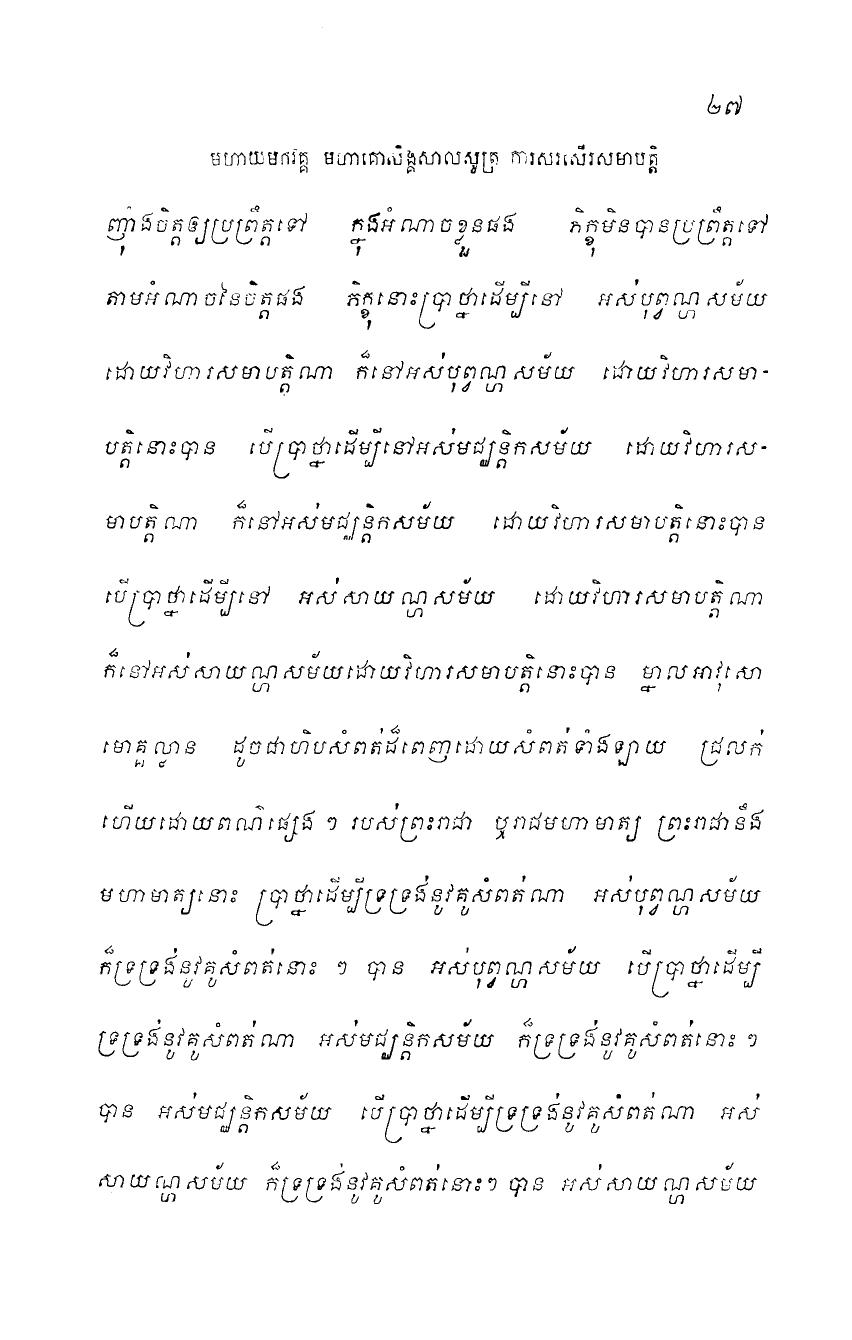 ២៧
មហាយមកវគ្គ មហាគោសិង្គសាលសូត្រ ការសរសើរសមាបត្តិ
ញុ៉ាងចិត្តឲ្យប្រព្រឹត្តទៅ ក្នុងអំណាចខ្លួនផង ភិក្ខុមិនបានប្រព្រឹត្តទៅ
តាមអំណាចនៃចិត្តផង ភិក្ខុនោះប្រាថ្នាដើម្បីនៅ អស់បុព្វណ្ហសម័យ
ដោយវិហារសមាបត្តិណា ក៏នៅអស់បុព្វណ្ហសម័យ ដោយវិហារសមា-
បត្តិនោះបាន បើប្រាថ្នាដើម្បីនៅអស់មជ្ឈន្តិកសម័យ ដោយវិហារស-
មាបត្តិណា ក៏នៅអស់មជ្ឈន្តិកសម័យ ដោយវិហារសមាបត្តិនោះបាន
បើប្រាថ្នាដើម្បីនៅ អស់សាយណ្ហសម័យ ដោយវិហារសមាបត្តិណា
ក៏នៅអស់សាយណ្ហសម័យដោយវិហារសមាបត្តិនោះបាន ម្នាលអាវុសោ
មោគ្គល្លាន ដូចជាហិបសំពត់ដ៏ពេញដោយសំពត់ទាំងឡាយ ជ្រលក់
ហើយដោយពណ៌ផ្សេង ៗ របស់ព្រះរាជា ឬរាជមហាមាត្យ ព្រះរាជានឹង
មហាមាត្យនោះ ប្រាថ្នាដើម្បីទ្រទ្រង់នូវគូសំពត់ណា អស់បុព្វណ្ហសម័យ
ក៏ទ្រទ្រង់នូវគូសំពត់នោះ ៗ បាន អស់បុព្វណ្ហសម័យ បើប្រាថ្នាដើម្បី
ទ្រទ្រង់នូវគូសំពត់ណា អស់មជ្ឈន្តិកសម័យ ក៏ទ្រទ្រង់នូវគូសំពត់នោះ ៗ
បាន អស់មជ្ឈន្តិកសម័យ បើប្រាថ្នាដើម្បីទ្រទ្រង់នូវគូសំពត់ណា អស់
សាយណ្ហសម័យ ក៏ទ្រទ្រង់នូវគូសំពត់នោះៗ បាន អស់សាយណ្ហសម័យ